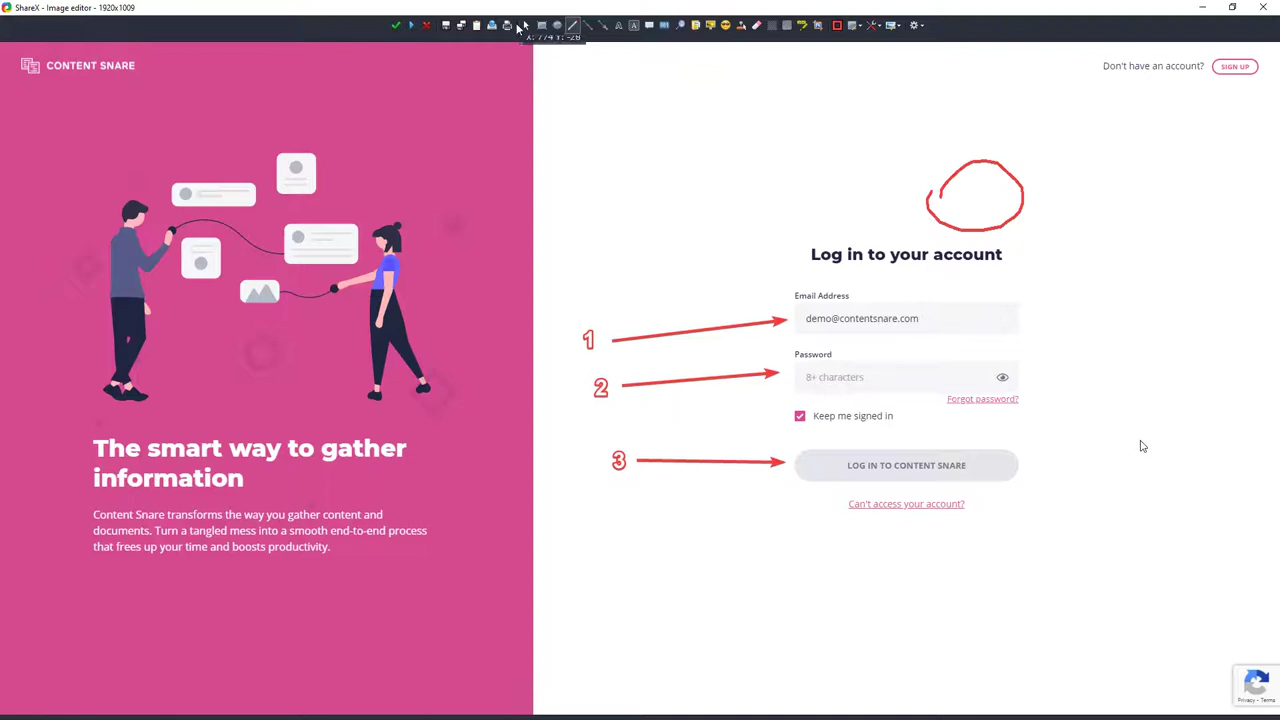 ShareX - Image editor - 1920x1009
X: 774 Y: -28
CONTENT SNARE
Don't have an account? SIGN UP
Log in to your account
Email Address
demo@contentsnare.com
1
Password
8+ characters
2
Forgot password?
Keep me signed in
3
LOG IN TO CONTENT SNARE
Can't access your account?
The smart way to gather
information
Content Snare transforms the way you gather content and
documents. Turn a tangled mess into a smooth end-to-end process
that frees up your time and boosts productivity.
Privacy - Terms